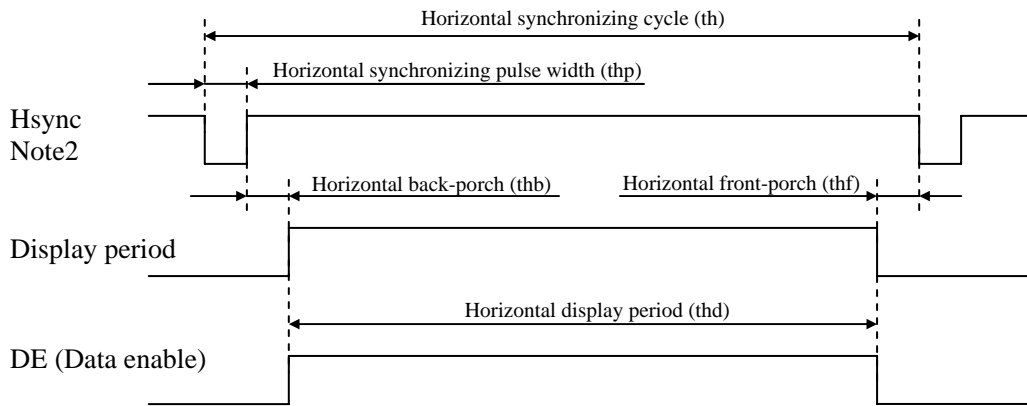 Horizontal synchronizing cycle (th)
Horizontal synchronizing pulse width (thp)
Hsync
Note2
Horizontal back-porch (thb)
Horizontal front-porch (thf)
Display period
Horizontal display period (thd)
DE (Data enable)